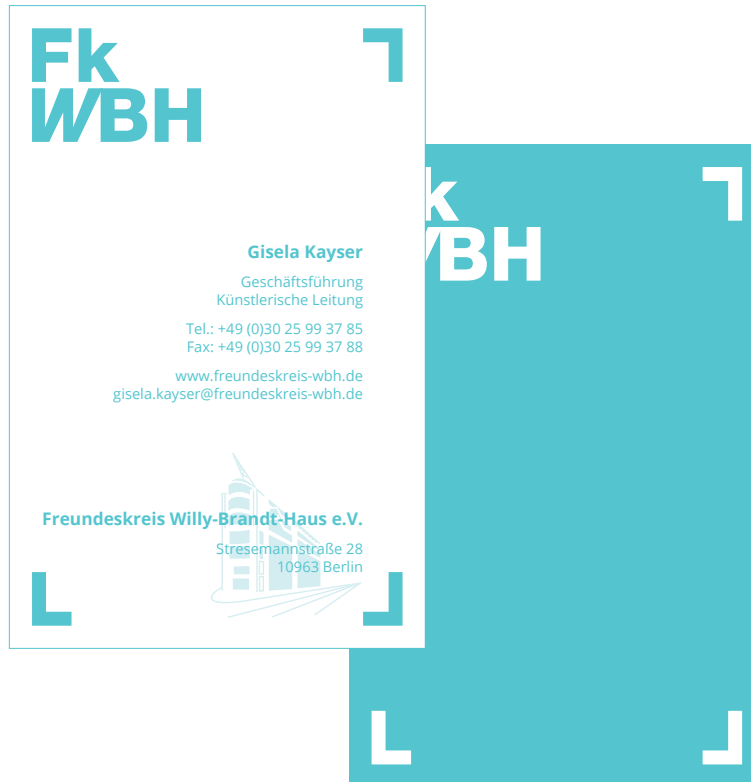 Fk
WBH
Gisela Kayser
Geschäftsführung
Künstlerische Leitung
Tel.: +49 (0)30 25 99 37 85
Fax: +49 (0)30 25 99 37 88
www.freundeskreis-wbh.de
gisela.kayser@freundeskreis-wbh.de
Freundeskreis Willy-Brandt-Haus e.V.
Stresemannstraße 28
10963 Berlin
k
BH